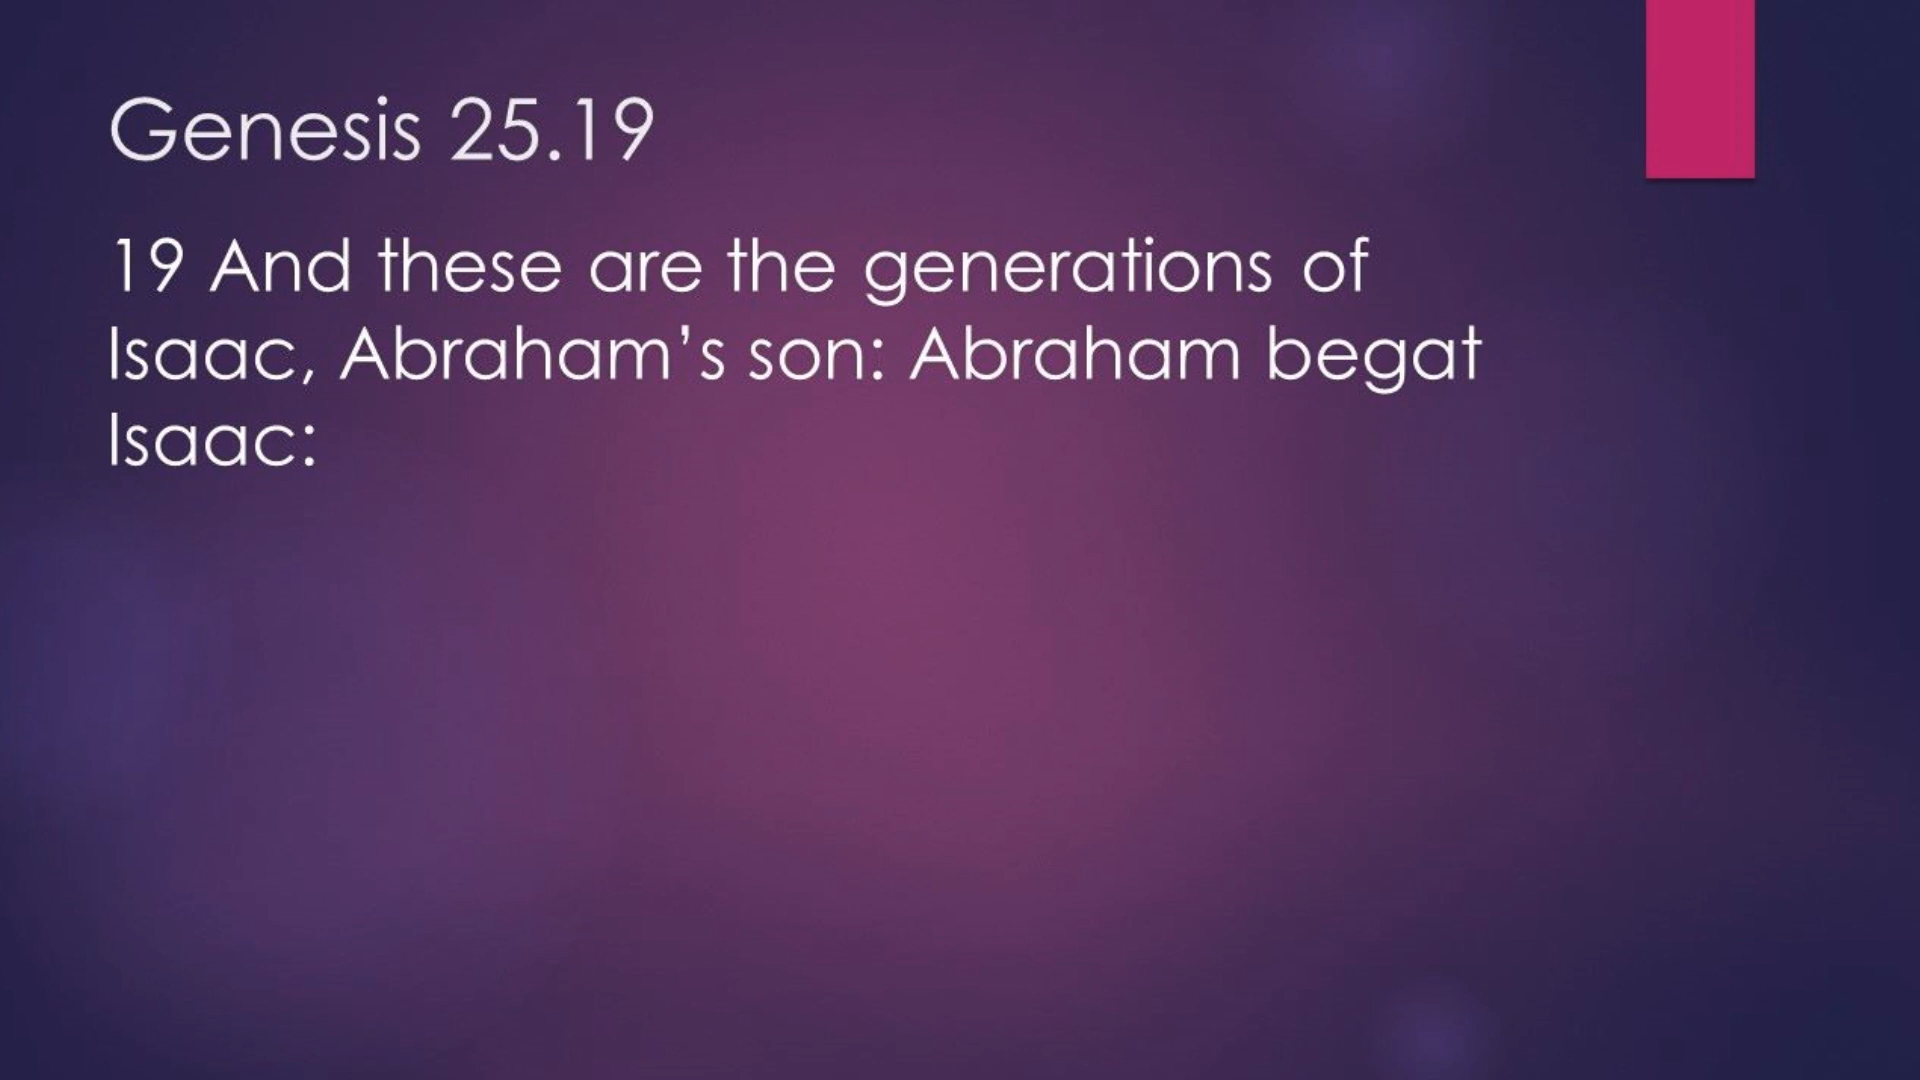 Genesis 25.19
19 And these are the generations of
Isaac, Abraham’s son: Abraham begat
Isaac: